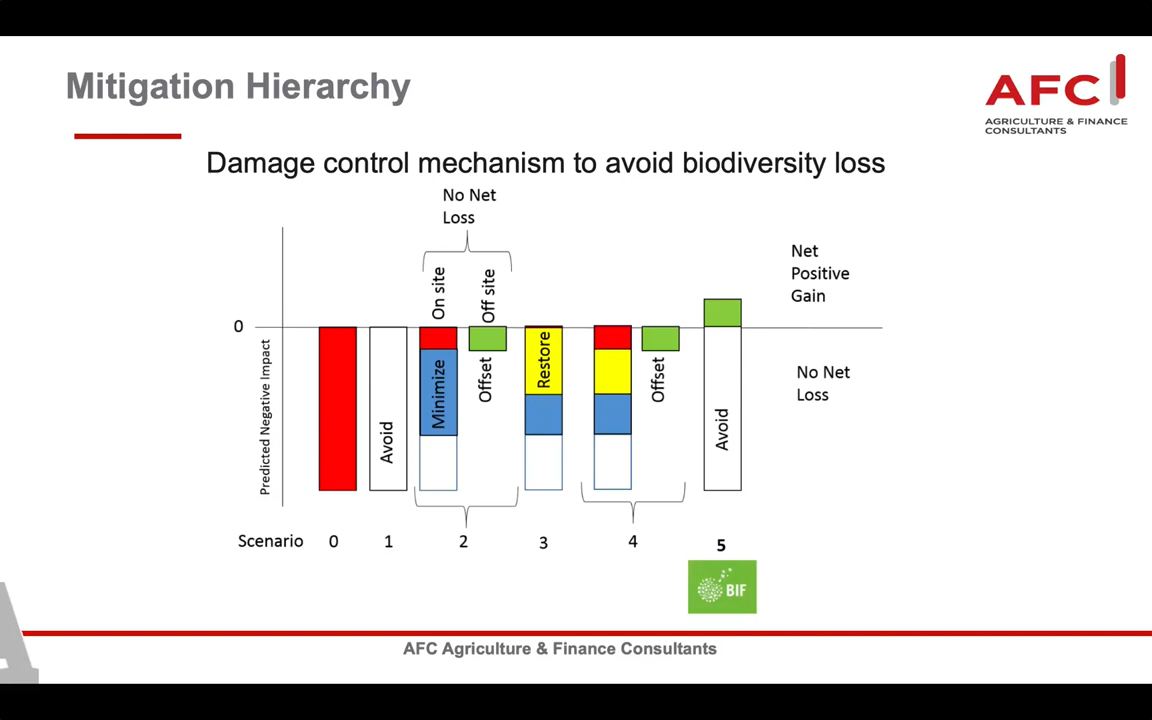 Mitigation Hierarchy
AFC
AGRICULTURE & FINANCE
CONSULTANTS
Damage control mechanism to avoid biodiversity loss
No Net
Loss
On site
Off site
Net
Positive
Gain
0
Predicted Negative Impact
Avoid
Minimize
Offset
Restore
Offset
Avoid
No Net
Loss
Scenario 0 1 2 3 4 5
BIF
AFC Agriculture & Finance Consultants